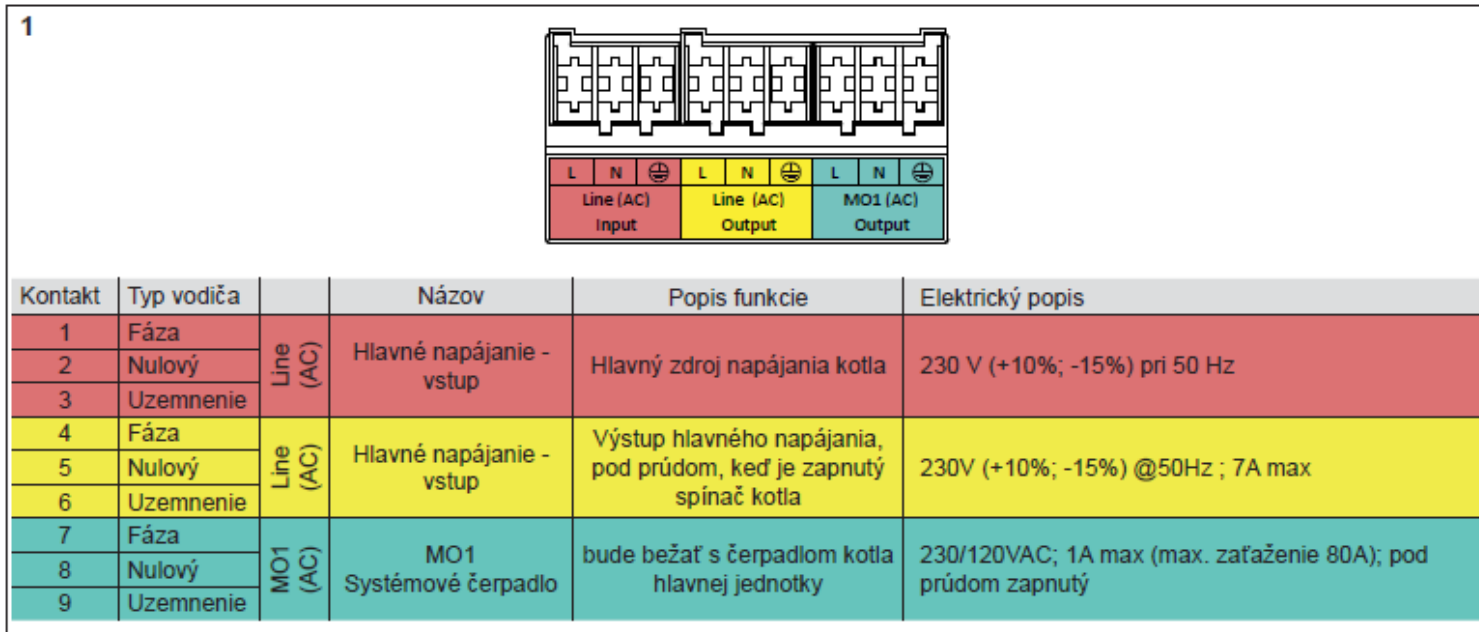 1
L N L N L N
Line (AC) Line (AC) MO1 (AC)
Input Output Output
Kontakt Typ vodiča Názov Popis funkcie Elektrický popis
1 Fáza
2 Nulový
3 Uzemnenie
Line (AC)
Hlavné napájanie -
vstup
Hlavný zdroj napájania kotla
230 V (+10%; -15%) pri 50 Hz
4 Fáza
5 Nulový
6 Uzemnenie
Line (AC)
Hlavné napájanie -
vstup
Výstup hlavného napájania,
pod prúdom, keď je zapnutý
spínač kotla
230V (+10%; -15%) @50Hz ; 7A max
7 Fáza
8 Nulový
9 Uzemnenie
MO1 (AC)
MO1
Systémové čerpadlo
bude bežať s čerpadlom kotla
hlavnej jednotky
230/120VAC; 1A max (max. zaťaženie 80A); pod
prúdom zapnutý